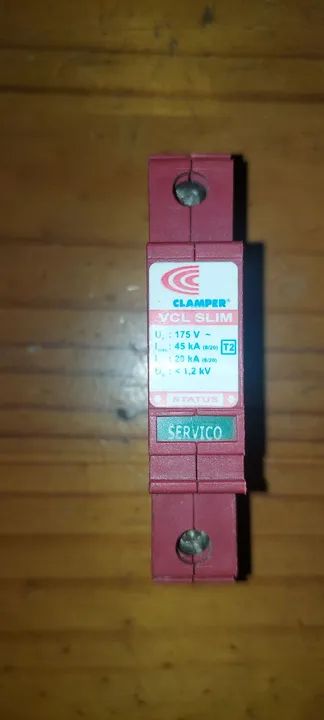 CLAMPER®
VCL SLIM
Uc : 175 V ~
Imax : 45 kA (8/20) T2
In : 20 kA (8/20)
Up : < 1,2 kV
STATUS
SERVICO